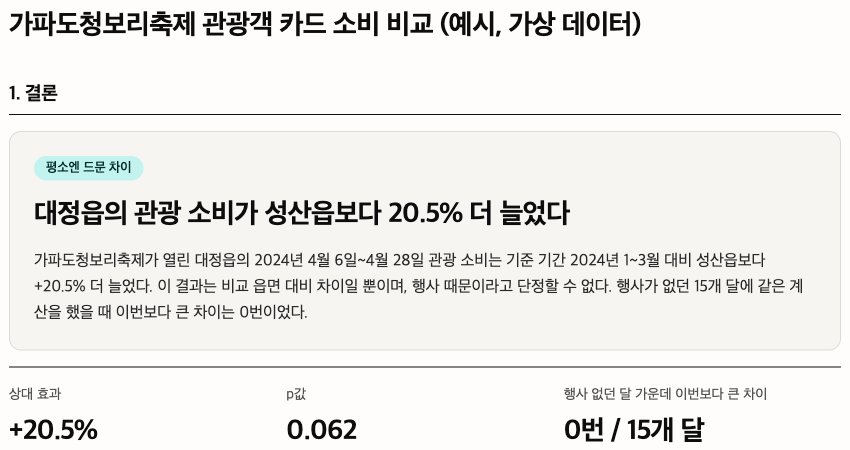 가파도청보리축제 관광객 카드 소비 비교 (예시, 가상 데이터)
1. 결론
평소엔 드문 차이
대정읍의 관광 소비가 성산읍보다 20.5% 더 늘었다
가파도청보리축제가 열린 대정읍의 2024년 4월 6일~4월 28일 관광 소비는 기준 기간 2024년 1~3월 대비 성산읍보다
+20.5% 더 늘었다. 이 결과는 비교 읍면 대비 차이일 뿐이며, 행사 때문이라고 단정할 수 없다. 행사가 없던 15개 달에 같은 계
산을 했을 때 이번보다 큰 차이는 0번이었다.
상대 효과
p값
행사 없던 달 가운데 이번보다 큰 차이
+20.5%
0.062
0번 / 15개 달